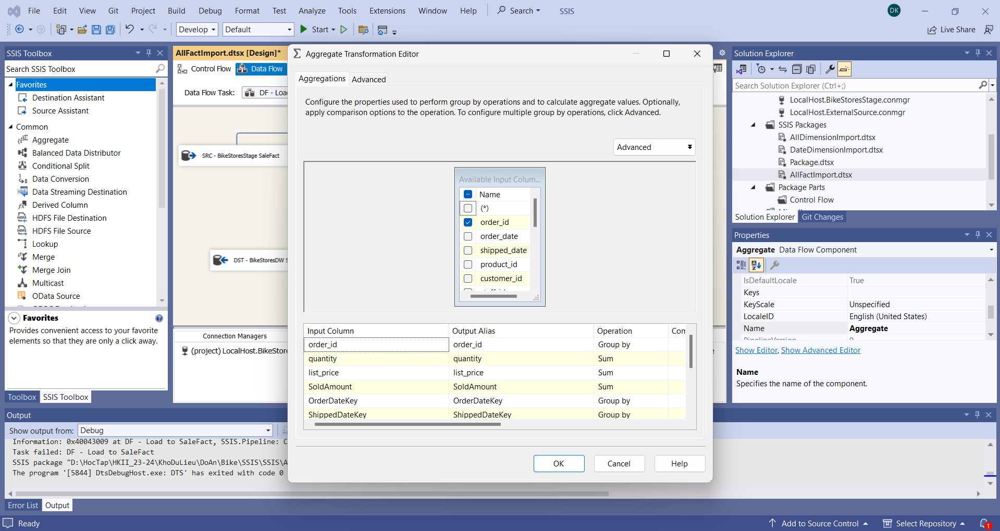 File Edit View Git Project Build Debug Format Test Analyze Tools Extensions Window Help Search SSIS DK
Develop Default Start Live Share
SSIS Toolbox
Search SSIS Toolbox
Favorites
Destination Assistant
Source Assistant
Common
Aggregate
Balanced Data Distributor
Conditional Split
Data Conversion
Data Streaming Destination
Derived Column
HDFS File Destination
HDFS File Source
Lookup
Merge
Merge Join
Multicast
OData Source
Favorites
Provides convenient access to your favorite
elements so that they are only a click away.
Toolbox SSIS Toolbox
AllFactImport.dtsx [Design]*
Control Flow Data Flow
Data Flow Task: DF - Loa
SRC - BikeStoresStage SaleFact
DST - BikeStoresDW S
Connection Managers
(project) LocalHost.BikeStore
Aggregate Transformation Editor
Aggregations Advanced
Configure the properties used to perform group by operations and to calculate aggregate values. Optionally,
apply comparison options to the operation. To configure multiple group by operations, click Advanced.
Advanced
Available Input Colum...
Name
(*)
order_id
order_date
shipped_date
product_id
customer_id
Input Column Output Alias Operation Com
order_id order_id Group by
quantity quantity Sum
list_price list_price Sum
SoldAmount SoldAmount Sum
OrderDateKey OrderDateKey Group by
ShippedDateKey ShippedDateKey Group by
OK Cancel Help
Solution Explorer
Search Solution Explorer (Ctrl+;)
LocalHost.BikeStoresStage.conmgr
LocalHost.ExternalSource.conmgr
SSIS Packages
AllDimensionImport.dtsx
DateDimensionImport.dtsx
Package.dtsx
AllFactImport.dtsx
Package Parts
Control Flow
Solution Explorer Git Changes
Properties
Aggregate Data Flow Component
IsDefaultLocale True
Keys
KeyScale Unspecified
LocaleID English (United States)
Name Aggregate
PipelineVersion 0
Show Editor, Show Advanced Editor
Name
Specifies the name of the component.
Output
Show output from: Debug
Information: 0x40043009 at DF - Load to SaleFact, SSIS.Pipeline: C
Task failed: DF - Load to SaleFact
SSIS package "D:\HocTap\HKII_23-24\KhoDuLieu\DoAn\Bike\SSIS\SSIS\A
The program '[5844] DtsDebugHost.exe: DTS' has exited with code 0
Error List Output
Ready Add to Source Control Select Repository 1